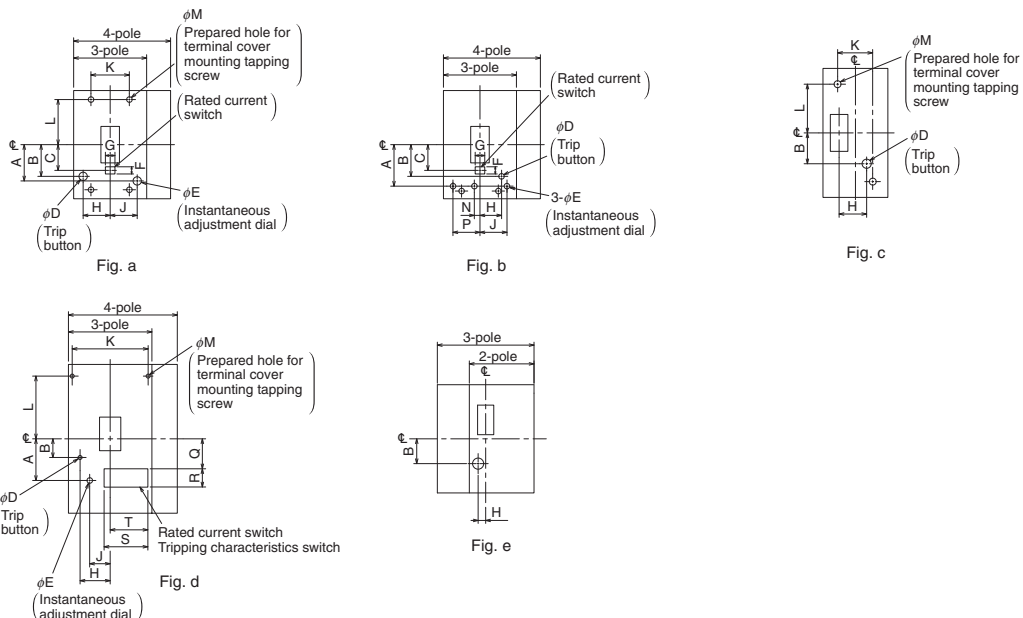 φM
(Prepared hole for
terminal cover
mounting tapping
screw)
4-pole
3-pole
K
(Rated current
switch)
L
G
℄
A
B
C
F
φE
(Instantaneous
adjustment dial)
φD
(Trip
button)
H
J
Fig. a
4-pole
3-pole
(Rated current
switch)
φD
(Trip
button)
G
℄
A
B
C
F
3-φE
(Instantaneous
adjustment dial)
N
H
P
J
Fig. b
φM
(Prepared hole for
terminal cover
mounting tapping
screw)
K
℄
L
℄
B
φD
(Trip
button)
H
Fig. c
4-pole
3-pole
K
φM
(Prepared hole for
terminal cover
mounting tapping
screw)
L
℄
A
B
Q
R
φD
Trip
button)
T
S
Rated current switch
Tripping characteristics switch
J
H
φE
(Instantaneous
adjustment dial)
Fig. d
3-pole
2-pole
℄
℄
B
H
Fig. e